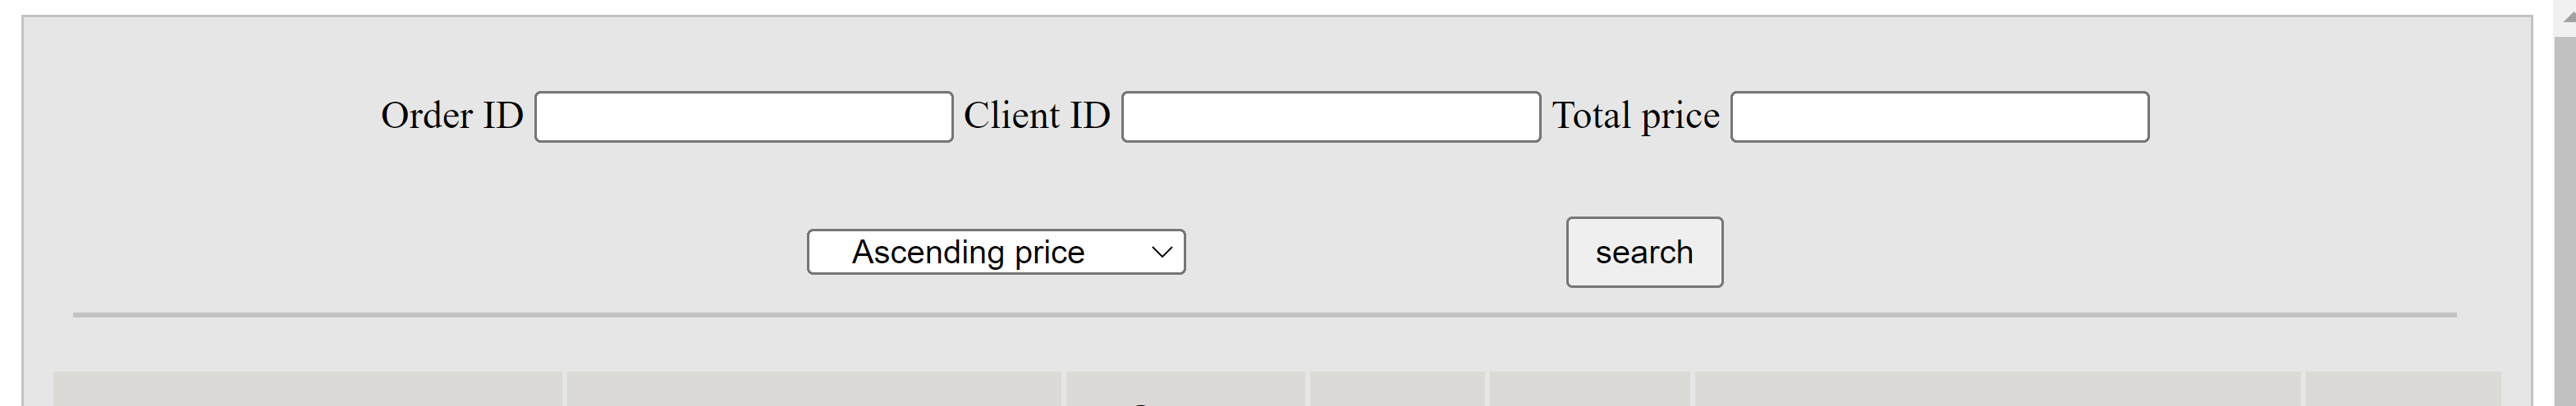 Order ID Client ID Total price
Ascending price search